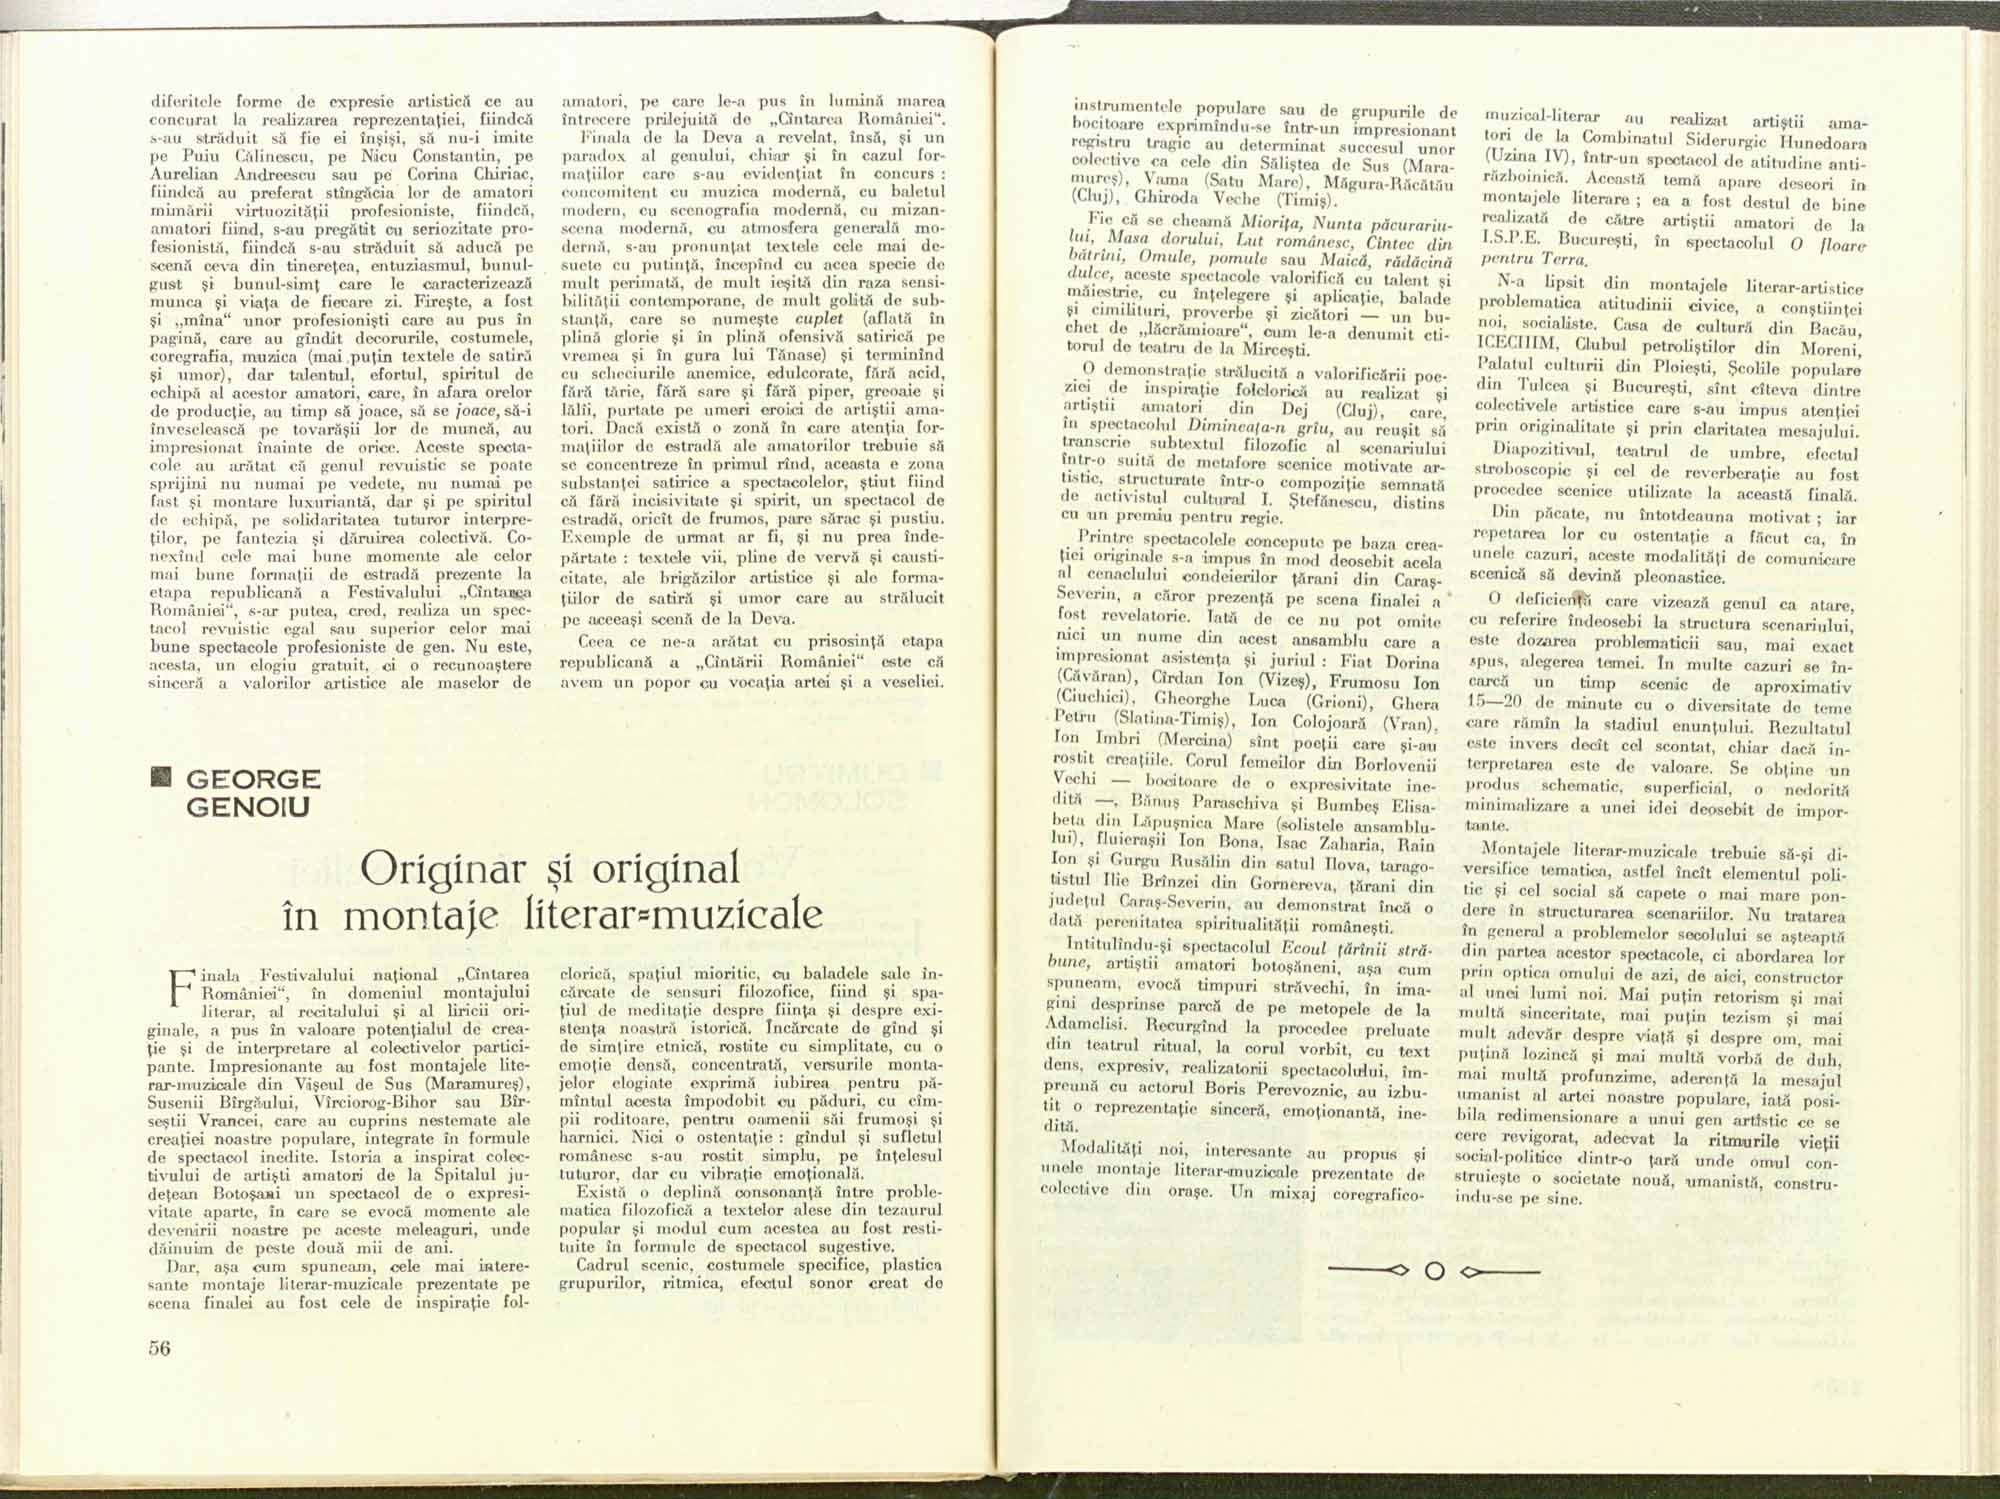 diferitele forme de expresie artistică ce au
concurat la realizarea reprezentației, fiindcă
s-au străduit să fie ei înșiși, să nu-i imite
pe Puiu Călinescu, pe Nicu Constantin, pe
Aurelian Andreescu sau pe Corina Chiriac,
fiindcă au preferat stîngăcia lor de amatori
mimării virtuozității profesioniste, fiindcă,
amatori fiind, s-au pregătit cu seriozitate pro-
fesionistă, fiindcă s-au străduit să aducă pe
scenă ceva din tinerețea, entuziasmul, bunul-
gust și bunul-simț care le caracterizează
munca și viața de fiecare zi. Firește, a fost
și „mîna“ unor profesioniști care au pus în
pagină, care au gîndit decorurile, costumele,
coregrafia, muzica (mai puțin textele de satiră
și umor), dar talentul, efortul, spiritul de
echipă al acestor amatori, care, în afara orelor
de producție, au timp să joace, să se joace, să-i
înveselească pe tovarășii lor de muncă, au
impresionat înainte de orice. Aceste specta-
cole au arătat că genul revuistic se poate
sprijini nu numai pe vedete, nu numai pe
fast și montare luxuriantă, dar și pe spiritul
de echipă, pe solidaritatea tuturor interpre-
ților, pe fantezia și dăruirea colectivă. Co-
nexînd cele mai bune momente ale celor
mai bune formații de estradă prezente la
etapa republicană a Festivalului „Cîntarea
României“, s-ar putea, cred, realiza un spec-
tacol revuistic egal sau superior celor mai
bune spectacole profesioniste de gen. Nu este,
acesta, un elogiu gratuit, ci o recunoaștere
sinceră a valorilor artistice ale maselor de
amatori, pe care le-a pus în lumină marea
întrecere prilejuită de „Cîntarea României“.
Finala de la Deva a revelat, însă, și un
paradox al genului, chiar și în cazul for-
mațiilor care s-au evidențiat în concurs :
concomitent cu muzica modernă, cu baletul
modern, cu scenografia modernă, cu mizan-
scena modernă, cu atmosfera generală mo-
dernă, s-au pronunțat textele cele mai de-
suete cu putință, începînd cu acea specie de
mult perimată, de mult ieșită din raza sensi-
bilității contemporane, de mult golită de sub-
stanță, care se numește cuplet (aflată în
plină glorie și în plină ofensivă satirică pe
vremea și în gura lui Tănase) și terminînd
cu scheciurile anemice, edulcorate, fără acid,
fără tărie, fără sare și fără piper, greoaie și
lălîi, purtate pe umeri eroici de artiștii ama-
tori. Dacă există o zonă în care atenția for-
mațiilor de estradă ale amatorilor trebuie să
se concentreze în primul rînd, aceasta e zona
substanței satirice a spectacolelor, știut fiind
că fără incisivitate și spirit, un spectacol de
estradă, oricît de frumos, pare sărac și pustiu.
Exemple de urmat ar fi, și nu prea înde-
părtate : textele vii, pline de vervă și causti-
citate, ale brigăzilor artistice și ale forma-
țiilor de satiră și umor care au strălucit
pe aceeași scenă de la Deva.
Ceea ce ne-a arătat cu prisosință etapa
republicană a „Cîntării României“ este că
avem un popor cu vocația artei și a veseliei.
GEORGE
GENOIU
Originar și original
în montaje literar-muzicale
Finala Festivalului național „Cîntarea
României“, în domeniul montajului
literar, al recitalului și al liricii ori-
ginale, a pus în valoare potențialul de crea-
ție și de interpretare al colectivelor partici-
pante. Impresionante au fost montajele lite-
rar-muzicale din Vișeul de Sus (Maramureș),
Susenii Bîrgăului, Vîrciorog-Bihor sau Bîr-
seștii Vrancei, care au cuprins nestemate ale
creației noastre populare, integrate în formule
de spectacol inedite. Istoria a inspirat colec-
tivului de artiști amatori de la Spitalul ju-
dețean Botoșani un spectacol de o expresi-
vitate aparte, în care se evocă momente ale
devenirii noastre pe aceste meleaguri, unde
dăinuim de peste două mii de ani.
Dar, așa cum spuneam, cele mai intere-
sante montaje literar-muzicale prezentate pe
scena finalei au fost cele de inspirație fol-
clorică, spațiul mioritic, cu baladele sale în-
cărcate de sensuri filozofice, fiind și spa-
țiul de meditație despre ființa și despre exi-
stența noastră istorică. Încărcate de gînd și
de simțire etnică, rostite cu simplitate, cu o
emoție densă, concentrată, versurile monta-
jelor elogiate exprimă iubirea pentru pă-
mîntul acesta împodobit cu păduri, cu cîm-
pii roditoare, pentru oamenii săi frumoși și
harnici. Nici o ostentație : gîndul și sufletul
românesc s-au rostit simplu, pe înțelesul
tuturor, dar cu vibrație emoțională.
Există o deplină consonanță între proble-
matica filozofică a textelor alese din tezaurul
popular și modul cum acestea au fost resti-
tuite în formule de spectacol sugestive.
Cadrul scenic, costumele specifice, plastica
grupurilor, ritmica, efectul sonor creat de
56
instrumentele populare sau de grupurile de
bocitoare exprimîndu-se într-un impresionant
registru tragic au determinat succesul unor
colective ca cele din Săliștea de Sus (Mara-
mureș), Vama (Satu Mare), Măgura-Răcătău
(Cluj), Ghiroda Veche (Timiș).
Fie că se cheamă Miorița, Nunta păcurariu-
lui, Masa dorului, Lut românesc, Cîntec din
bătrîni, Omule, pomule sau Maică, rădăcină
dulce, aceste spectacole valorifică cu talent și
măiestrie, cu înțelegere și aplicație, balade
și cimilituri, proverbe și zicători — un bu-
chet de „lăcrămioare“, cum le-a denumit cti-
torul de teatru de la Mircești.
O demonstrație strălucită a valorificării poe-
ziei de inspirație folclorică au realizat și
artiștii amatori din Dej (Cluj), care,
în spectacolul Dimineața-n grîu, au reușit să
transcrie subtextul filozofic al scenariului
într-o suită de metafore scenice motivate ar-
tistic, structurate într-o compoziție semnată
de activistul cultural I. Ștefănescu, distins
cu un premiu pentru regie.
Printre spectacolele concepute pe baza crea-
ției originale s-a impus în mod deosebit acela
al cenaclului condeierilor țărani din Caraș-
Severin, a căror prezență pe scena finalei a
fost revelatorie. Iată de ce nu pot omite
nici un nume din acest ansamblu care a
impresionat asistența și juriul : Fiat Dorina
(Căvăran), Cîrdan Ion (Vizeș), Frumosu Ion
(Ciuchici), Gheorghe Luca (Grioni), Ghera
Petru (Slatina-Timiș), Ion Colojoară (Vran),
Ion Imbri (Mercina) sînt poeții care și-au
rostit creațiile. Corul femeilor din Borlovenii
Vechi — bocitoare de o expresivitate ine-
dită —, Bănuș Paraschiva și Bumbeș Elisa-
beta din Lăpușnica Mare (solistele ansamblu-
lui), fluierașii Ion Bona, Isac Zaharia, Rain
Ion și Gurgu Rusălin din satul Ilova, tarago-
tistul Ilie Brînzei din Gornereva, țărani din
județul Caraș-Severin, au demonstrat încă o
dată perenitatea spiritualității românești.
Intitulîndu-și spectacolul Ecoul țărînii stră-
bune, artiștii amatori botoșăneni, așa cum
spuneam, evocă timpuri străvechi, în ima-
gini desprinse parcă de pe metopele de la
Adamclisi. Recurgînd la procedee preluate
din teatrul ritual, la corul vorbit, cu text
dens, expresiv, realizatorii spectacolului, îm-
preună cu actorul Boris Perevoznic, au izbu-
tit o reprezentație sinceră, emoționantă, ine-
dită.
Modalități noi, interesante au propus și
unele montaje literar-muzicale prezentate de
colective din orașe. Un mixaj coregrafico-
muzical-literar au realizat artiștii ama-
tori de la Combinatul Siderurgic Hunedoara
(Uzina IV), într-un spectacol de atitudine anti-
războinică. Această temă apare deseori în
montajele literare ; ea a fost destul de bine
realizată de către artiștii amatori de la
I.S.P.E. București, în spectacolul O floare
pentru Terra.
N-a lipsit din montajele literar-artistice
problematica atitudinii civice, a conștiinței
noi, socialiste. Casa de cultură din Bacău,
ICECHIM, Clubul petroliștilor din Moreni,
Palatul culturii din Ploiești, Școlile populare
din Tulcea și București, sînt cîteva dintre
colectivele artistice care s-au impus atenției
prin originalitate și prin claritatea mesajului.
Diapozitivul, teatrul de umbre, efectul
stroboscopic și cel de reverberație au fost
procedee scenice utilizate la această finală.
Din păcate, nu întotdeauna motivat ; iar
repetarea lor cu ostentație a făcut ca, în
unele cazuri, aceste modalități de comunicare
scenică să devină pleonastice.
O deficiență care vizează genul ca atare,
cu referire îndeosebi la structura scenariului,
este dozarea problematicii sau, mai exact
spus, alegerea temei. In multe cazuri se în-
carcă un timp scenic de aproximativ
15—20 de minute cu o diversitate de teme
care rămîn la stadiul enunțului. Rezultatul
este invers decît cel scontat, chiar dacă in-
terpretarea este de valoare. Se obține un
produs schematic, superficial, o nedorită
minimalizare a unei idei deosebit de impor-
tante.
Montajele literar-muzicale trebuie să-și di-
versifice tematica, astfel încît elementul poli-
tic și cel social să capete o mai mare pon-
dere în structurarea scenariilor. Nu tratarea
în general a problemelor secolului se așteaptă
din partea acestor spectacole, ci abordarea lor
prin optica omului de azi, de aici, constructor
al unei lumi noi. Mai puțin retorism și mai
multă sinceritate, mai puțin tezism și mai
mult adevăr despre viață și despre om, mai
puțină lozincă și mai multă vorbă de duh,
mai multă profunzime, aderență la mesajul
umanist al artei noastre populare, iată posi-
bila redimensionare a unui gen artistic ce se
cere revigorat, adecvat la ritmurile vieții
social-politice dintr-o țară unde omul con-
struiește o societate nouă, umanistă, constru-
indu-se pe sine.